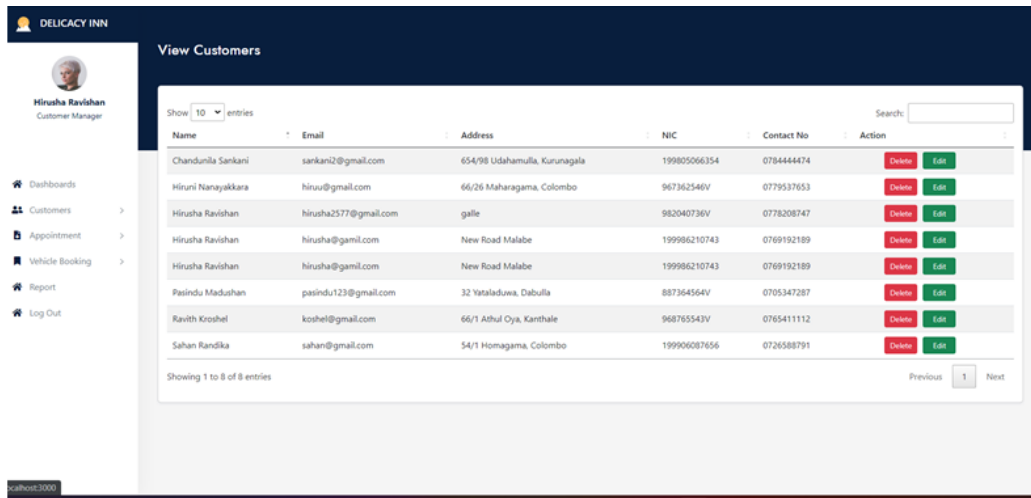 DELICACY INN
Hirusha Ravishan
Customer Manager
Dashboards
Customers
Appointment
Vehicle Booking
Report
Log Out
View Customers
Show 10 entries
Search:
Name Email Address NIC Contact No Action
Chandunila Sankani sankani2@gmail.com 654/98 Udahamulla, Kurunagala 199805066354 0784444474 Delete Edit
Hiruni Nanayakkara hiruu@gmail.com 66/26 Maharagama, Colombo 967362546V 0779537653 Delete Edit
Hirusha Ravishan hirusha2577@gmail.com galle 982040736V 0778208747 Delete Edit
Hirusha Ravishan hirusha@gamil.com New Road Malabe 199986210743 0769192189 Delete Edit
Hirusha Ravishan hirusha@gamil.com New Road Malabe 199986210743 0769192189 Delete Edit
Pasindu Madushan pasindu123@gmail.com 32 Yataladuwa, Dabulla 887364564V 0705347287 Delete Edit
Ravith Kroshel koshel@gmail.com 66/1 Athul Oya, Kanthale 968765543V 0765411112 Delete Edit
Sahan Randika sahan@gmail.com 54/1 Homagama, Colombo 199906087656 0726588791 Delete Edit
Showing 1 to 8 of 8 entries
Previous 1 Next
ocalhost:3000